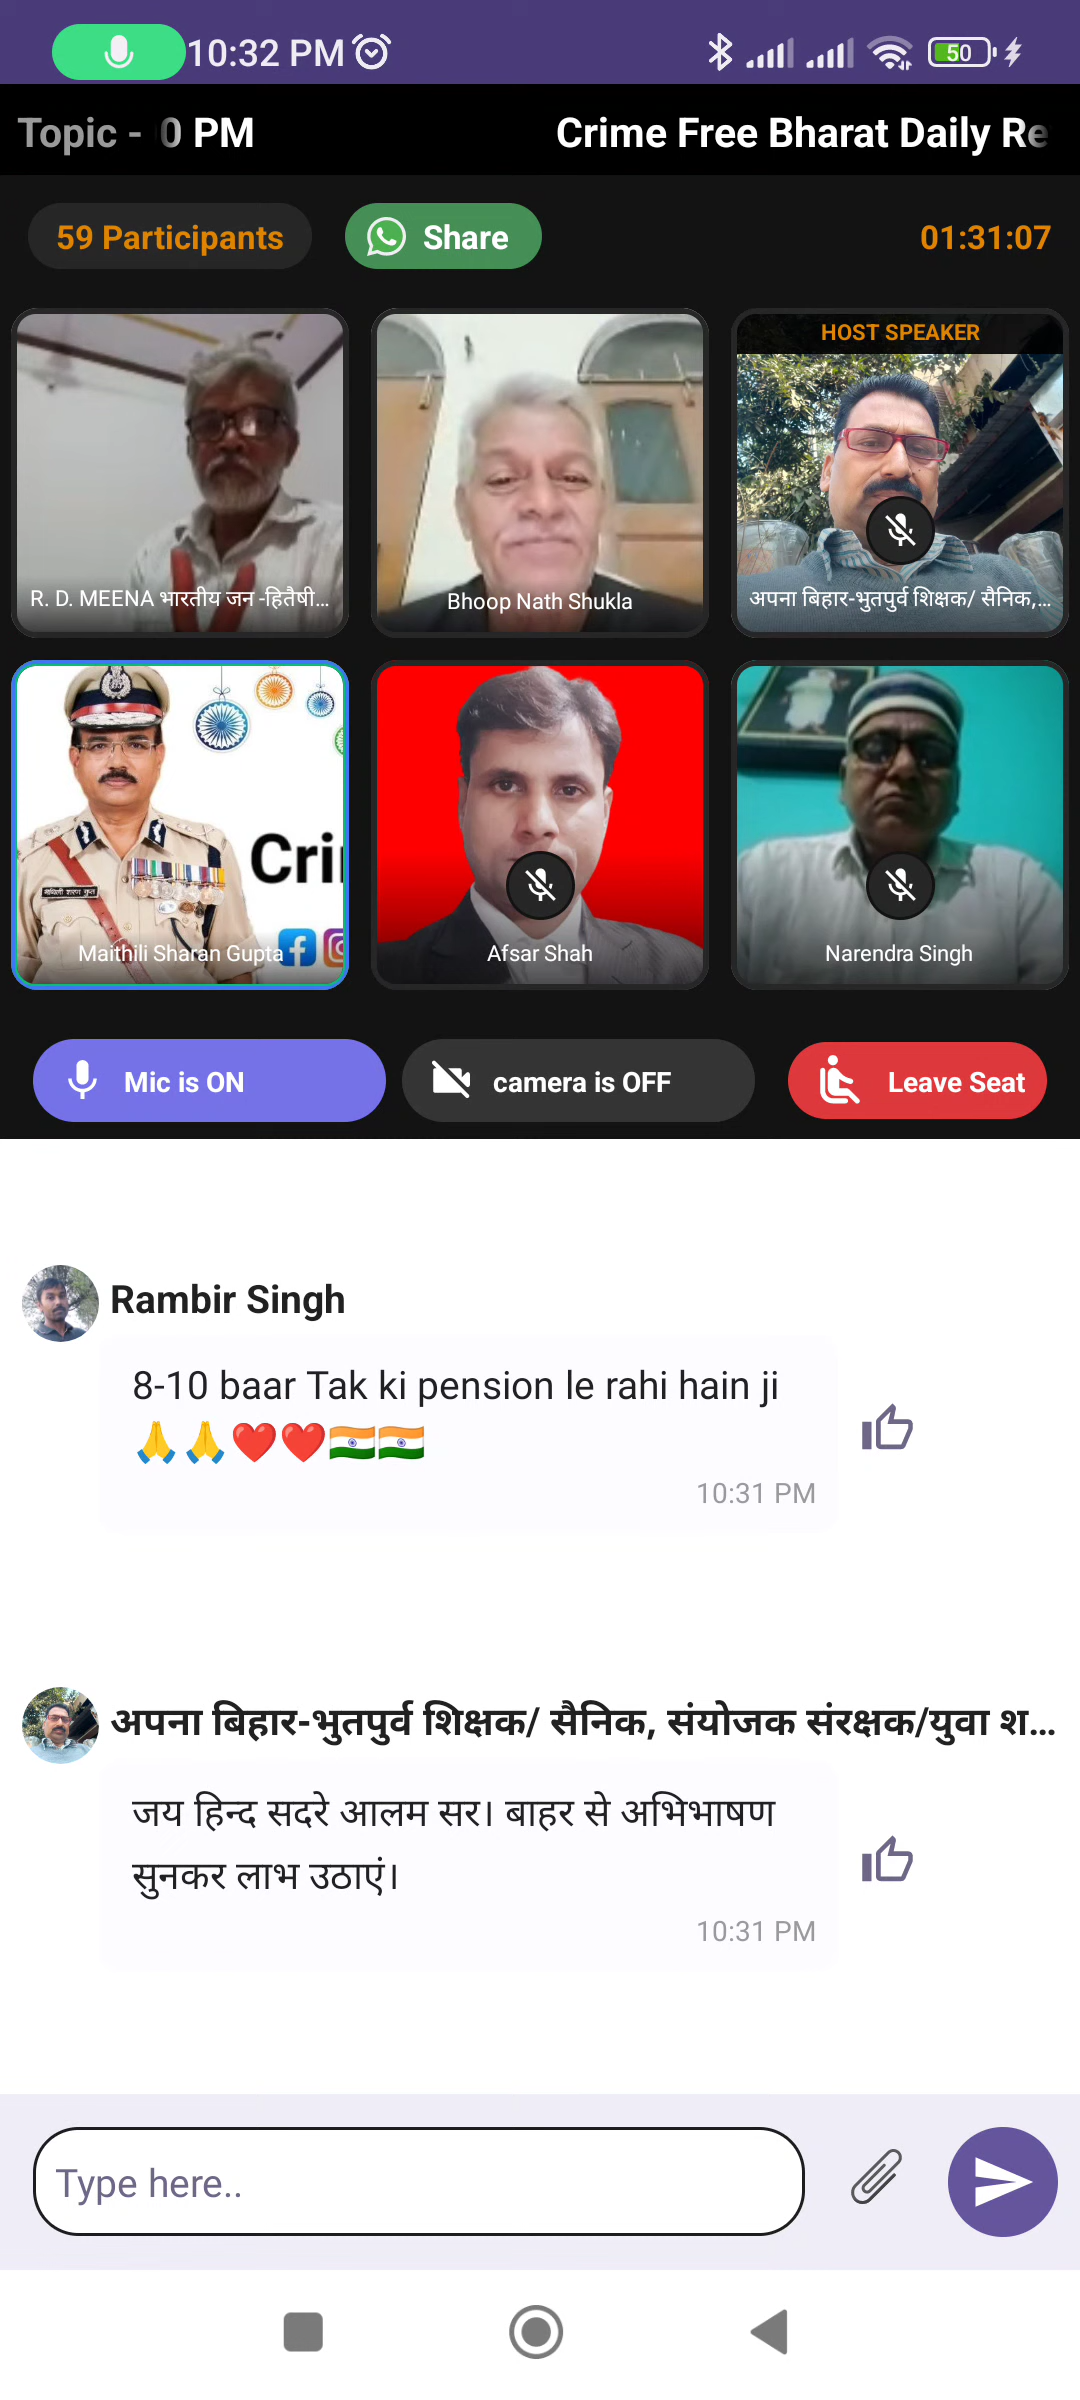 10:32 PM
50
Topic - 0 PM
Crime Free Bharat Daily Re
59 Participants
Share
01:31:07
HOST SPEAKER
R. D. MEENA भारतीय जन -हितैषी...
Bhoop Nath Shukla
अपना बिहार-भुतपुर्व शिक्षक/ सैनिक,...
मैथिली शरण गुप्त
Cri
Maithili Sharan Gupta
Afsar Shah
Narendra Singh
Mic is ON
camera is OFF
Leave Seat
Rambir Singh
8-10 baar Tak ki pension le rahi hain ji
🙏🙏❤️❤️🇮🇳🇮🇳
10:31 PM
अपना बिहार-भुतपुर्व शिक्षक/ सैनिक, संयोजक संरक्षक/युवा श...
जय हिन्द सदरे आलम सर। बाहर से अभिभाषण
सुनकर लाभ उठाएं।
10:31 PM
Type here..